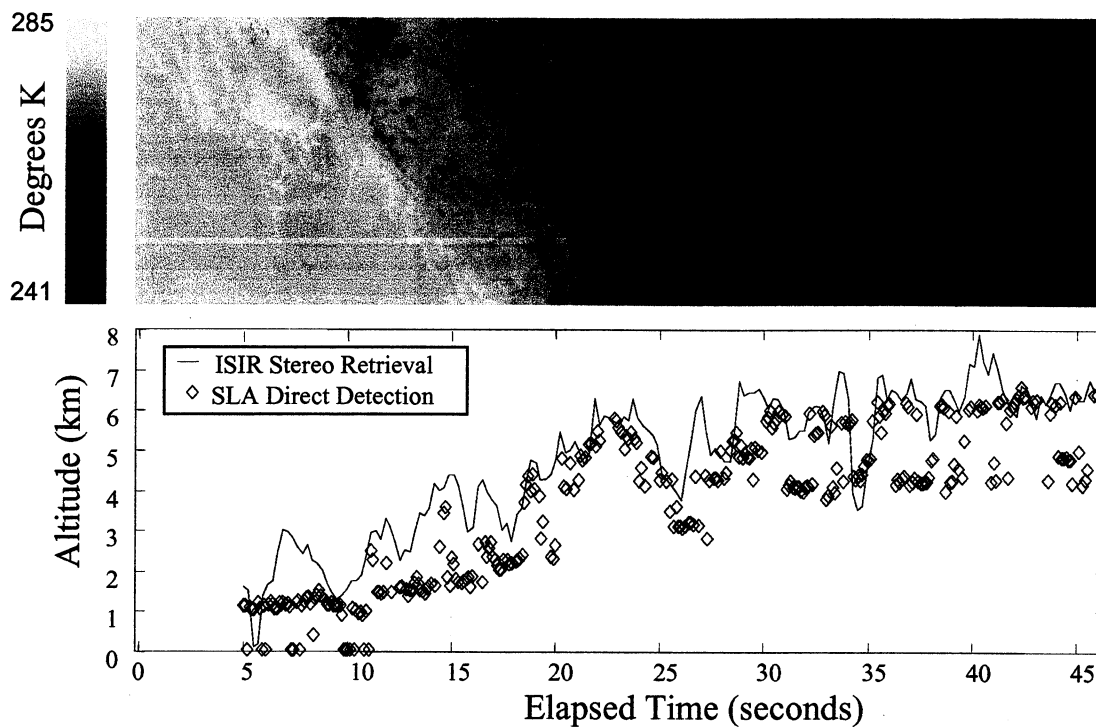 285
Degrees K
241
8
7
6
5
4
3
2
1
0
Altitude (km)
ISIR Stereo Retrieval
SLA Direct Detection
0 5 10 15 20 25 30 35 40 45
Elapsed Time (seconds)